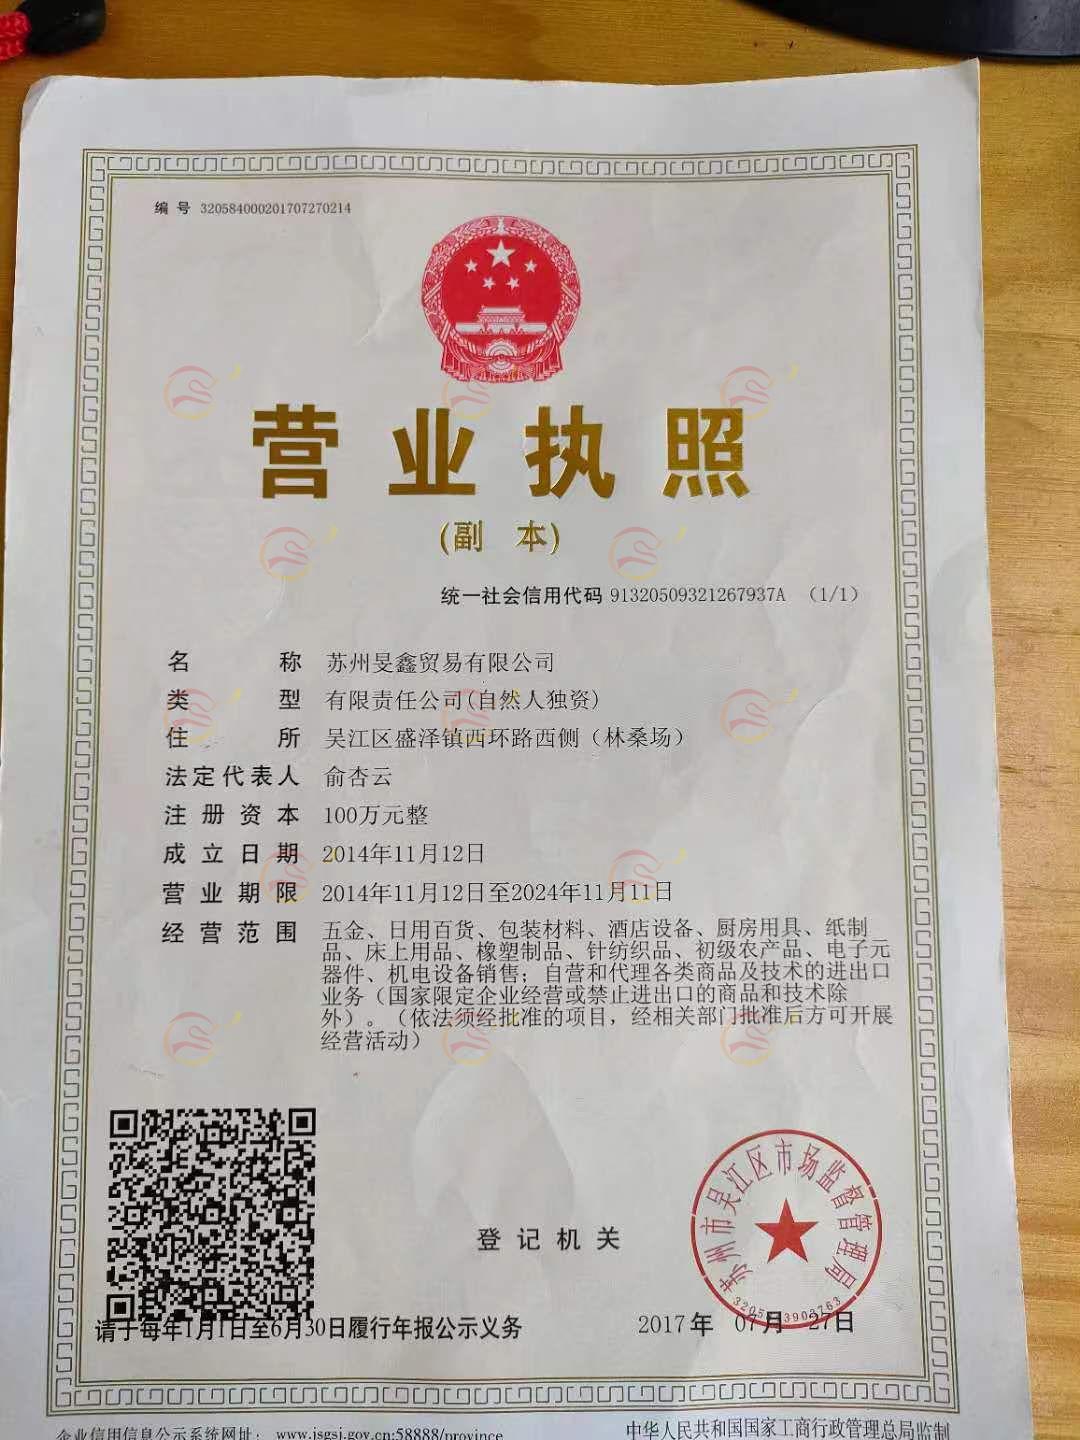 编号 320584000201707270214
营业执照
(副 本)
统一社会信用代码 91320509321267937A （1/1）
名称 苏州旻鑫贸易有限公司
类型 有限责任公司(自然人独资)
住所 吴江区盛泽镇西环路西侧（林桑场）
法定代表人 俞杏云
注册资本 100万元整
成立日期 2014年11月12日
营业期限 2014年11月12日至2024年11月11日
经营范围 五金、日用百货、包装材料、酒店设备、厨房用具、纸制
品、床上用品、橡塑制品、针纺织品、初级农产品、电子元
器件、机电设备销售；自营和代理各类商品及技术的进出口
业务（国家限定企业经营或禁止进出口的商品和技术除
外）。（依法须经批准的项目，经相关部门批准后方可开展
经营活动）
苏州市吴江区市场监督管理局
登记机关
请于每年1月1日至6月30日履行年报公示义务
2017年 07月 27日
企业信用信息公示系统网址： www.jsgsj.gov.cn:58888/province
中华人民共和国国家工商行政管理总局监制